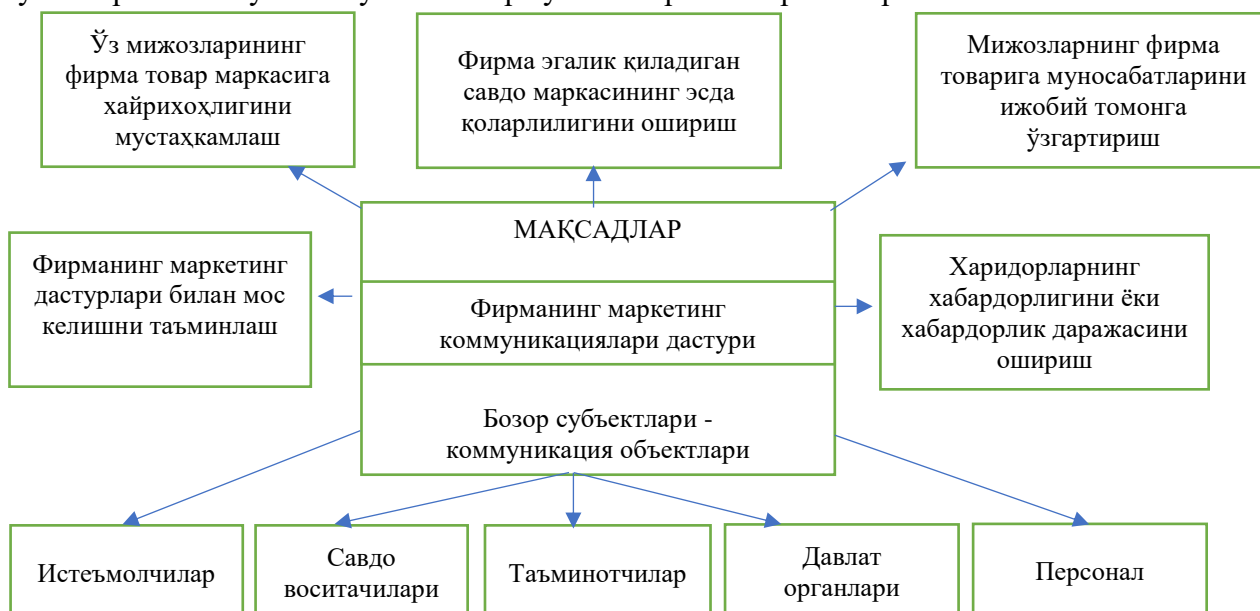 Ўз мижозларининг
фирма товар маркасига
хайрихоҳлигини
мустаҳкамлаш
Фирма эгалик қиладиган
савдо маркасининг эсда
қоларлилигини ошириш
Мижозларнинг фирма
товарига муносабатларини
ижобий томонга
ўзгартириш
МАҚСАДЛАР
Фирманинг маркетинг
дастурлари билан мос
келишни таъминлаш
Фирманинг маркетинг
коммуникациялари дастури
Харидорларнинг
хабардорлигини ёки
хабардорлик даражасини
ошириш
Бозор субъектлари -
коммуникация объектлари
Истеъмолчилар
Савдо
воситачилари
Таъминотчилар
Давлат
органлари
Персонал